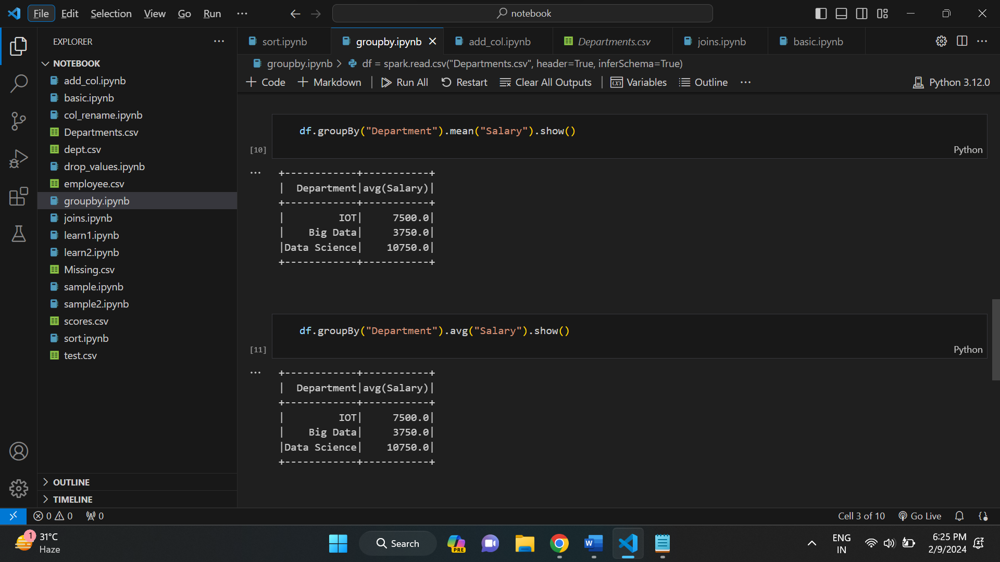 File Edit Selection View Go Run ··· notebook
EXPLORER ···
NOTEBOOK
add_col.ipynb
basic.ipynb
col_rename.ipynb
Departments.csv
dept.csv
drop_values.ipynb
employee.csv
groupby.ipynb
joins.ipynb
learn1.ipynb
learn2.ipynb
Missing.csv
sample.ipynb
sample2.ipynb
scores.csv
sort.ipynb
test.csv
OUTLINE
TIMELINE
sort.ipynb groupby.ipynb add_col.ipynb Departments.csv joins.ipynb basic.ipynb
groupby.ipynb > df = spark.read.csv("Departments.csv", header=True, inferSchema=True)
+ Code + Markdown | Run All Restart Clear All Outputs | Variables Outline ··· Python 3.12.0
df.groupBy("Department").mean("Salary").show()
[10] Python
+------------+-----------+
|  Department|avg(Salary)|
+------------+-----------+
|         IOT|     7500.0|
|    Big Data|     3750.0|
|Data Science|    10750.0|
+------------+-----------+
df.groupBy("Department").avg("Salary").show()
[11] Python
+------------+-----------+
|  Department|avg(Salary)|
+------------+-----------+
|         IOT|     7500.0|
|    Big Data|     3750.0|
|Data Science|    10750.0|
+------------+-----------+
0 0 0 Cell 3 of 10 Go Live
1 31°C
Haze
Search
PRE
W
ENG
IN
6:25 PM
2/9/2024